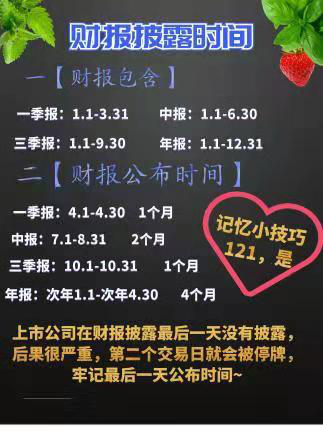 财报披露时间
一【财报包含】
一季报：1.1-3.31 中报：1.1-6.30
三季报：1.1-9.30 年报：1.1-12.31
二【财报公布时间】
一季报：4.1-4.30 1个月
中报：7.1-8.31 2个月
三季报：10.1-10.31 1个月
年报：次年1.1-次年4.30 4个月
记忆小技巧
121，是
上市公司在财报披露最后一天没有披露，
后果很严重，第二个交易日就会被停牌，
牢记最后一天公布时间~